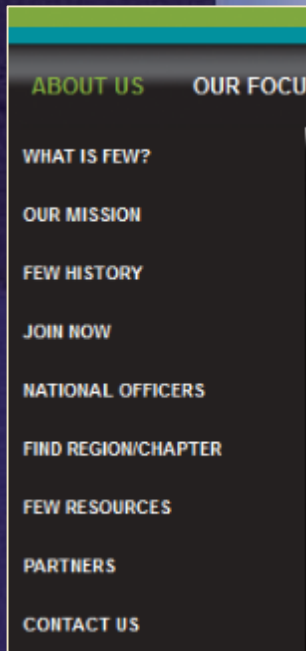 ABOUT US OUR FOCU
WHAT IS FEW?
OUR MISSION
FEW HISTORY
JOIN NOW
NATIONAL OFFICERS
FIND REGION/CHAPTER
FEW RESOURCES
PARTNERS
CONTACT US